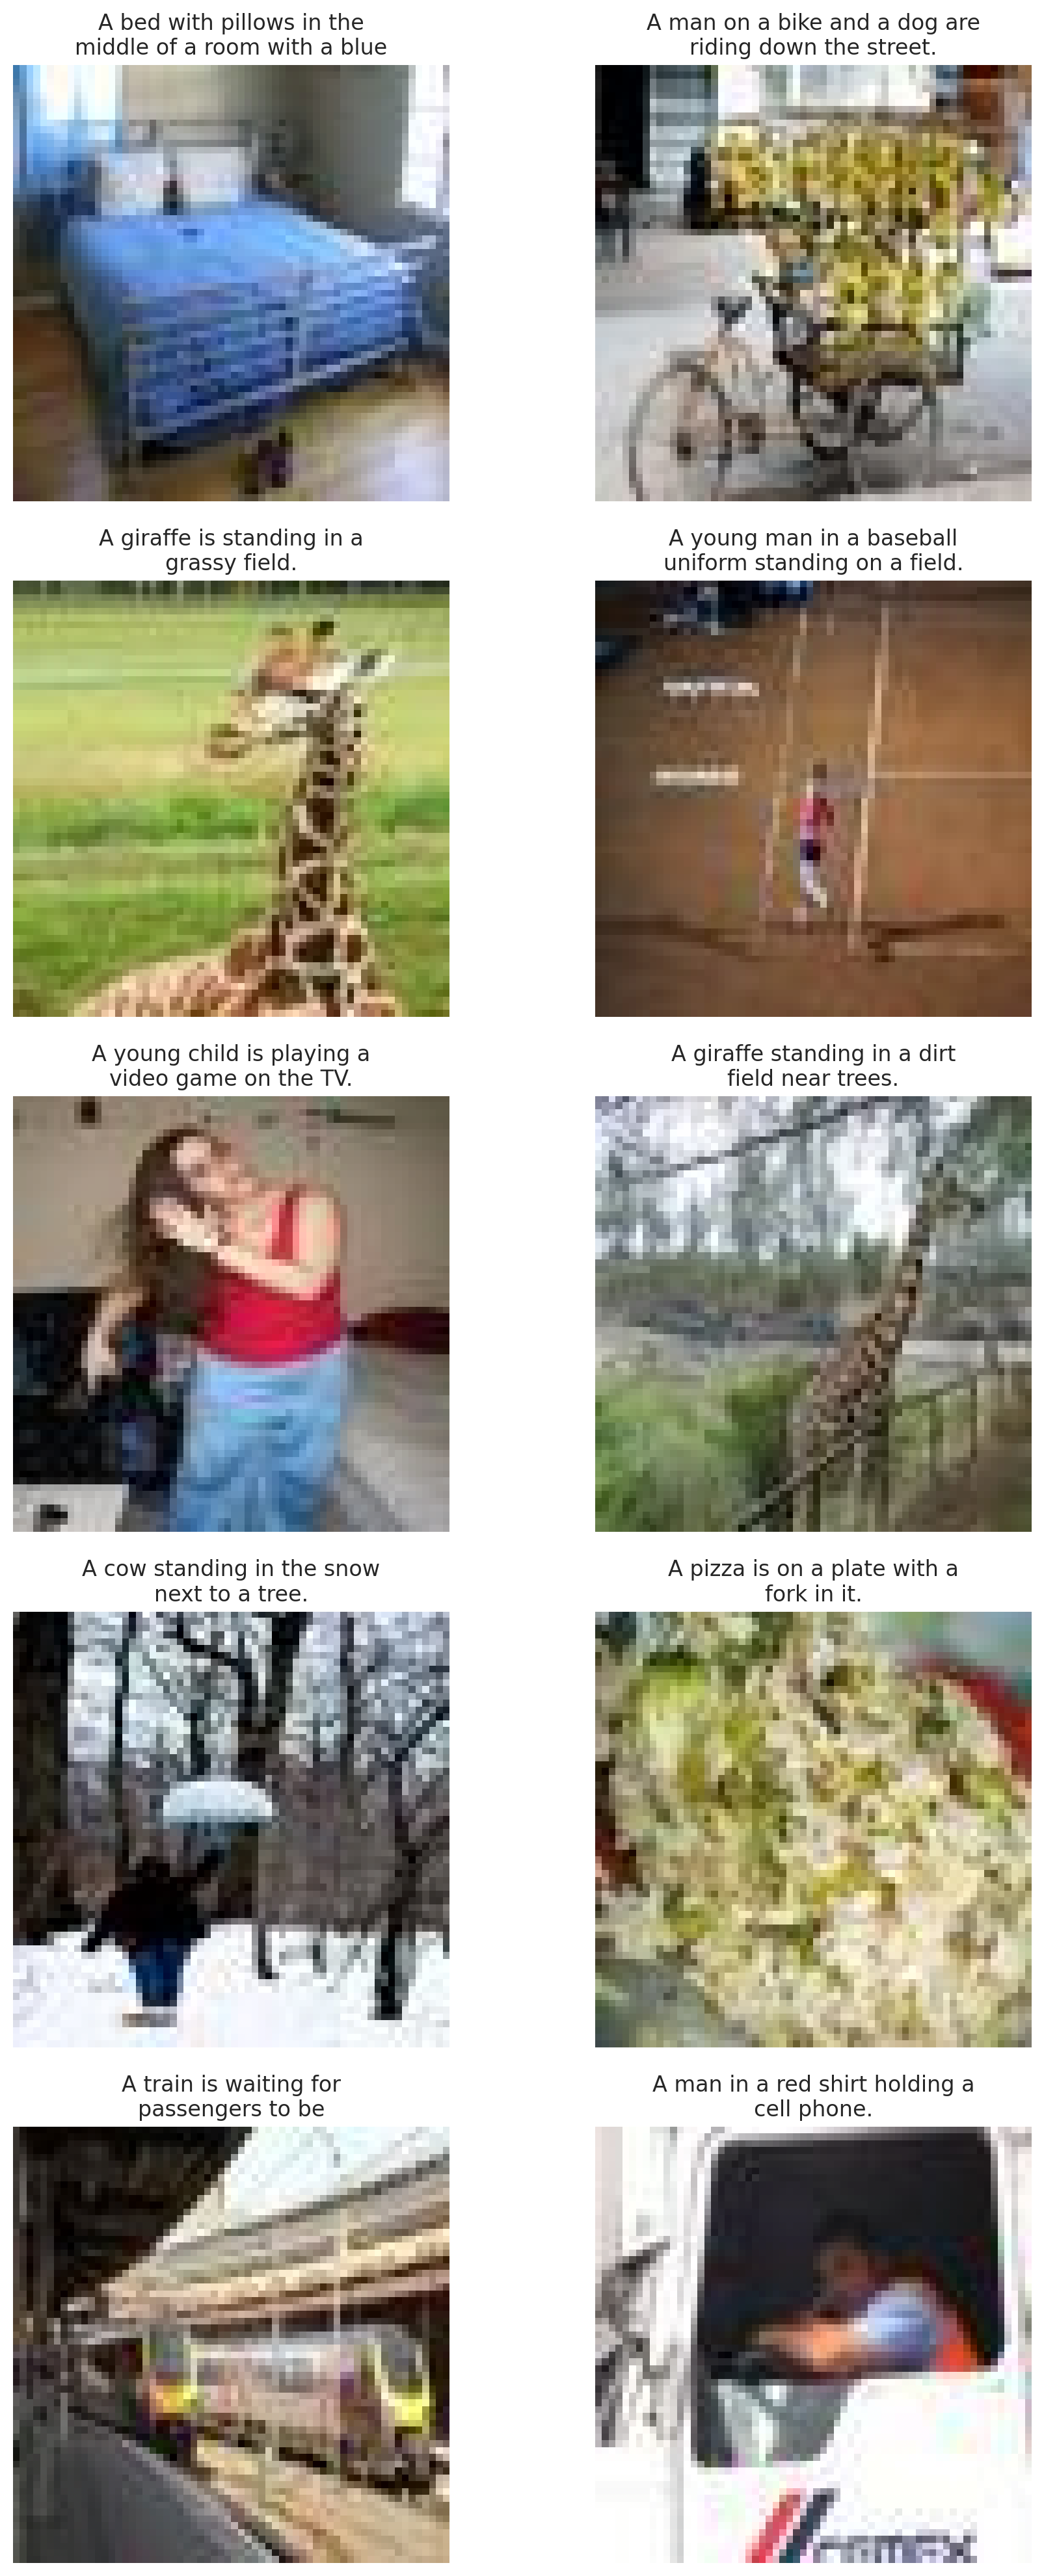 A bed with pillows in the
middle of a room with a blue
A man on a bike and a dog are
riding down the street.
A giraffe is standing in a
grassy field.
A young man in a baseball
uniform standing on a field.
A young child is playing a
video game on the TV.
A giraffe standing in a dirt
field near trees.
A cow standing in the snow
next to a tree.
A pizza is on a plate with a
fork in it.
A train is waiting for
passengers to be
A man in a red shirt holding a
cell phone.